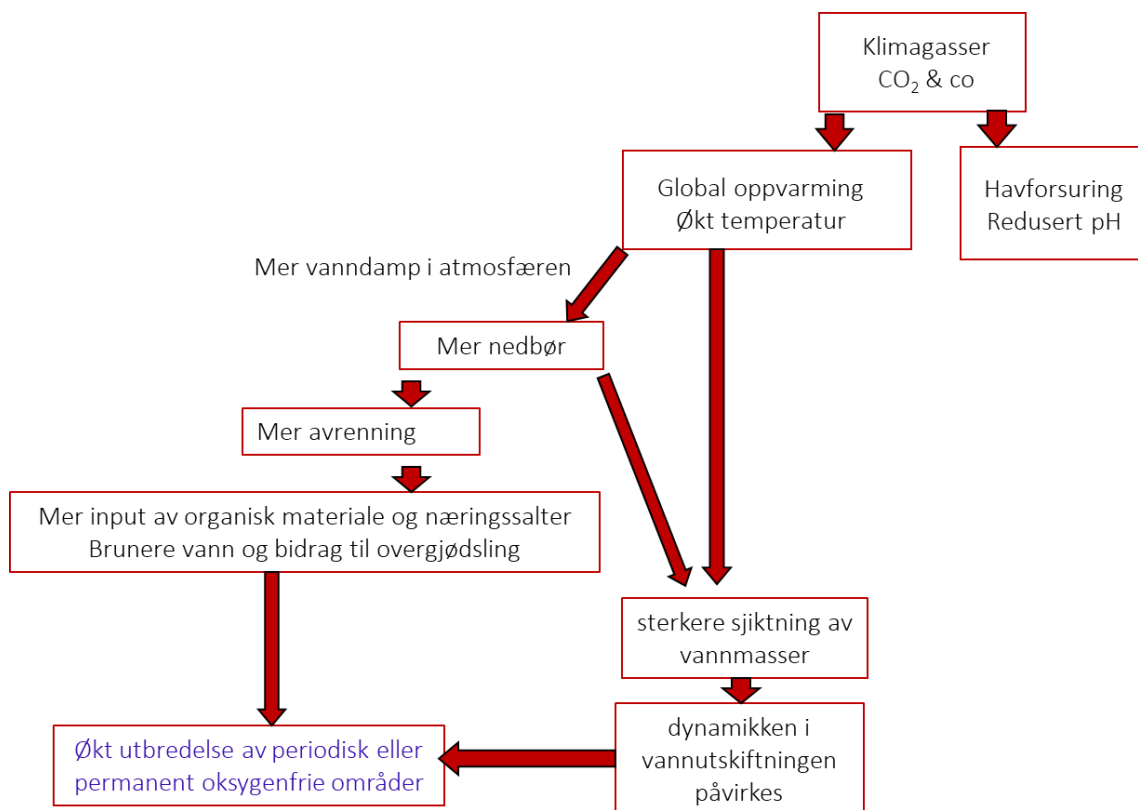 Klimagasser
CO₂ & co
Global oppvarming
Økt temperatur
Havforsuring
Redusert pH
Mer vanndamp i atmosfæren
Mer nedbør
Mer avrenning
Mer input av organisk materiale og næringssalter
Brunere vann og bidrag til overgjødsling
sterkere sjiktning av
vannmasser
dynamikken i
vannutskiftningen
påvirkes
Økt utbredelse av periodisk eller
permanent oksygenfrie områder